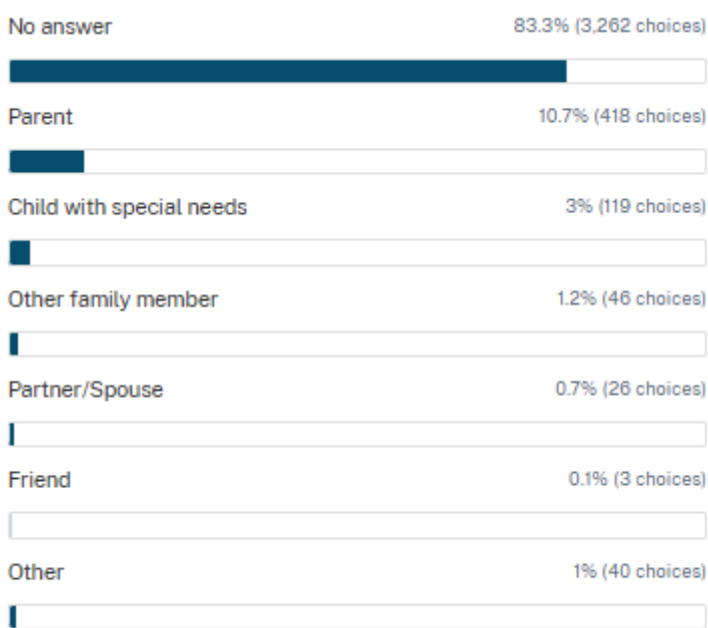 No answer 83.3% (3,262 choices)
Parent 10.7% (418 choices)
Child with special needs 3% (119 choices)
Other family member 1.2% (46 choices)
Partner/Spouse 0.7% (26 choices)
Friend 0.1% (3 choices)
Other 1% (40 choices)